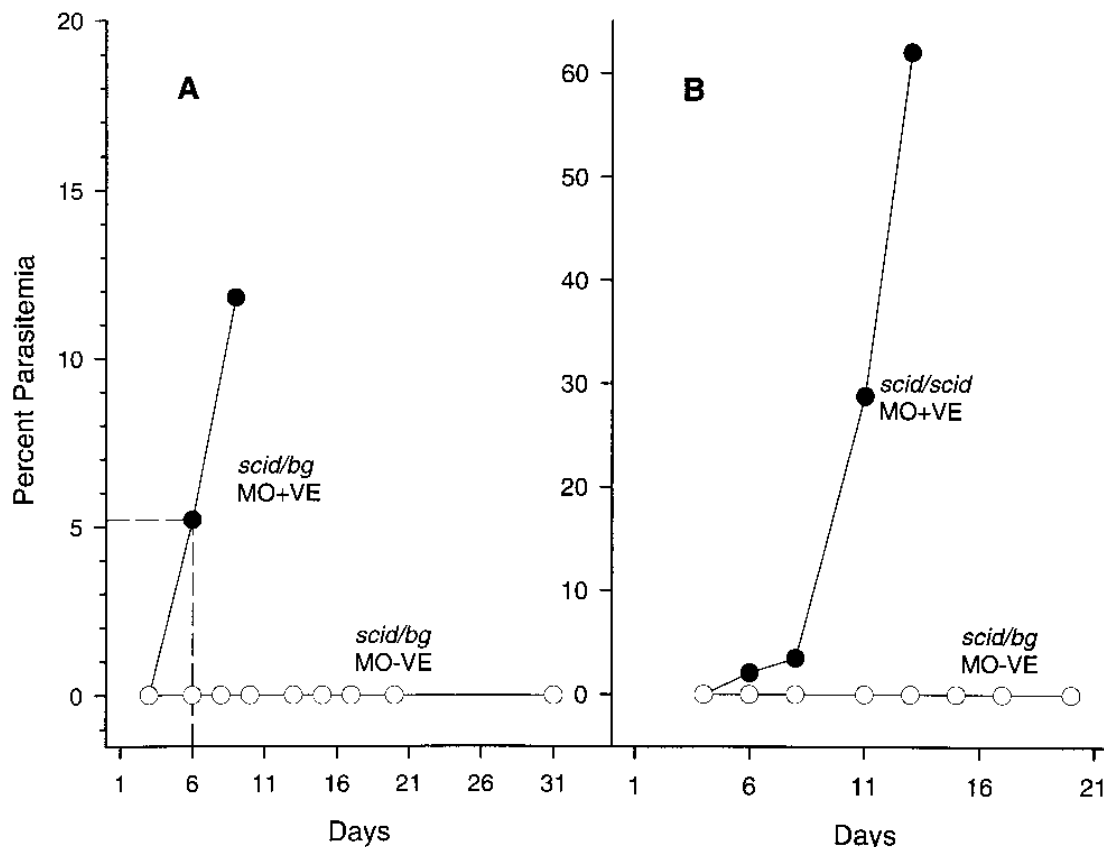 A
20
15
10
5
0
Percent Parasitemia
scid/bg
MO+VE
scid/bg
MO-VE
1 6 11 16 21 26 31
Days
B
60
50
40
30
20
10
0
scid/scid
MO+VE
scid/bg
MO-VE
1 6 11 16 21
Days